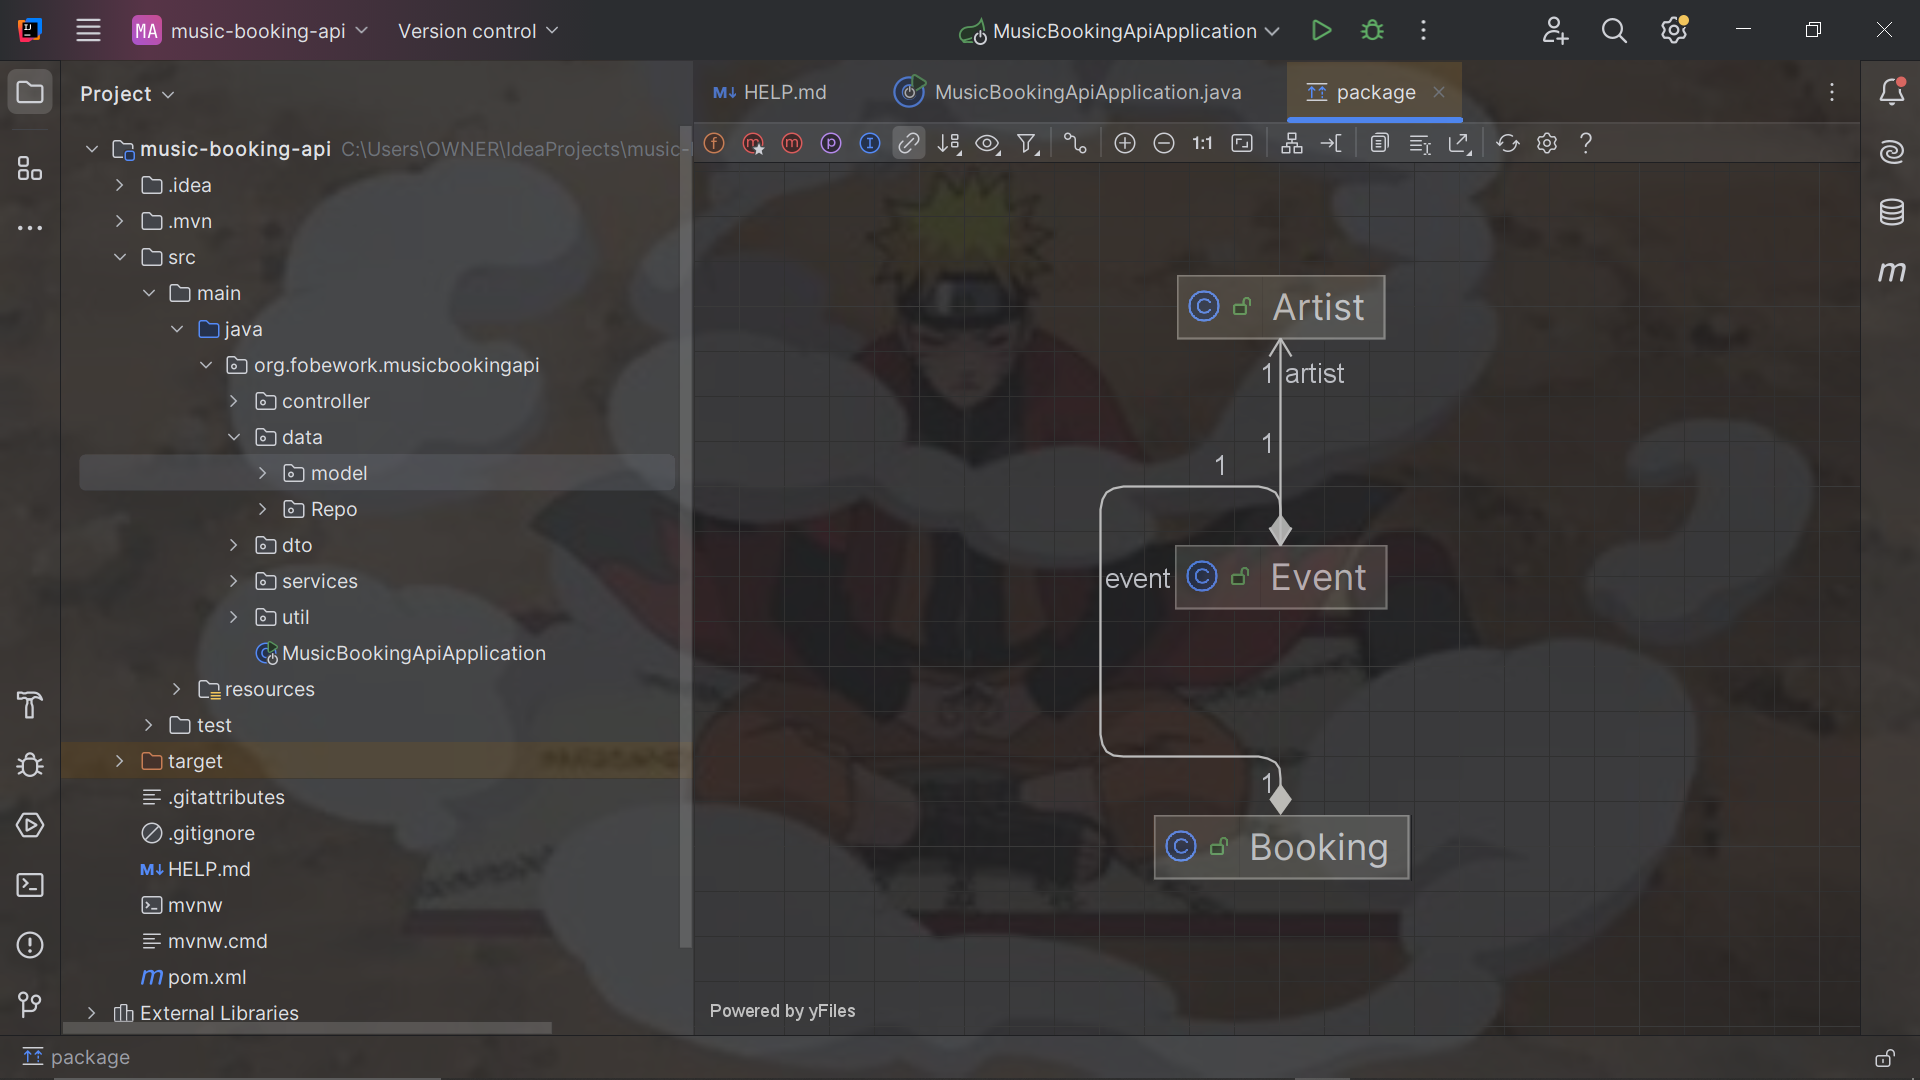 MA music-booking-api Version control MusicBookingApiApplication
Project
HELP.md MusicBookingApiApplication.java package
1:1
music-booking-api C:\Users\OWNER\IdeaProjects\music-
.idea
.mvn
src
main
java
org.fobework.musicbookingapi
controller
data
model
Repo
dto
services
util
MusicBookingApiApplication
resources
test
target
.gitattributes
.gitignore
HELP.md
mvnw
mvnw.cmd
pom.xml
External Libraries
Artist
1 artist
1
1
event
Event
1
Booking
Powered by yFiles
package